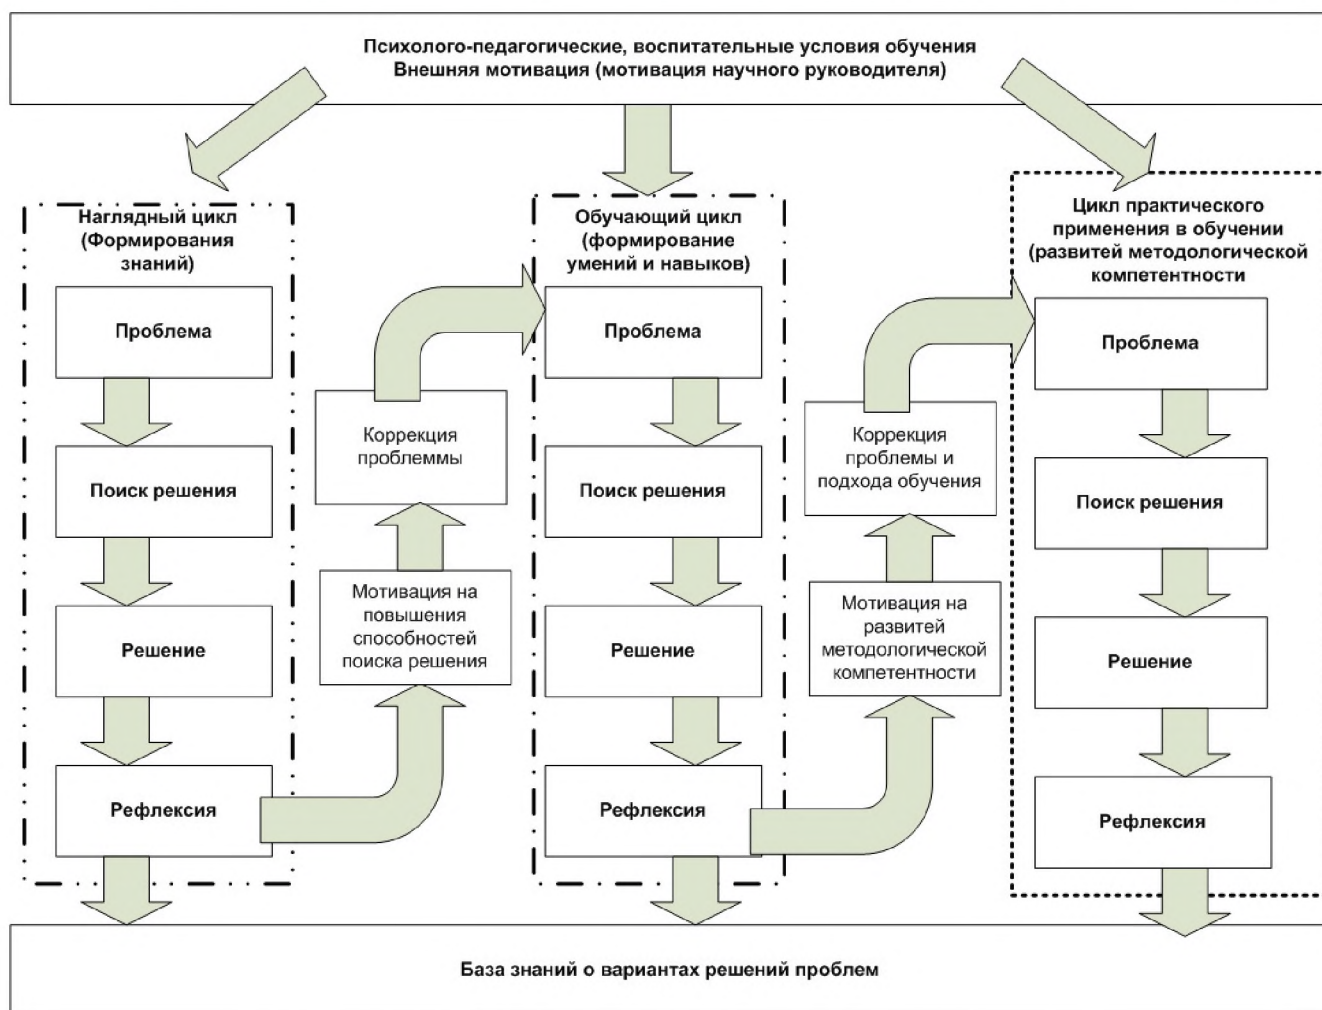 Психолого-педагогические, воспитательные условия обучения
Внешняя мотивация (мотивация научного руководителя)
Наглядный цикл
(Формирования
знаний)
Проблема
Поиск решения
Решение
Рефлексия
Коррекция
проблеммы
Мотивация на
повышения
способностей
поиска решения
Обучающий цикл
(формирование
умений и навыков)
Проблема
Поиск решения
Решение
Рефлексия
Коррекция
проблемы и
подхода обучения
Мотивация на
развитей
методологической
компетентности
Цикл практического
применения в обучении
(развитей методологической
компетентности
Проблема
Поиск решения
Решение
Рефлексия
База знаний о вариантах решений проблем